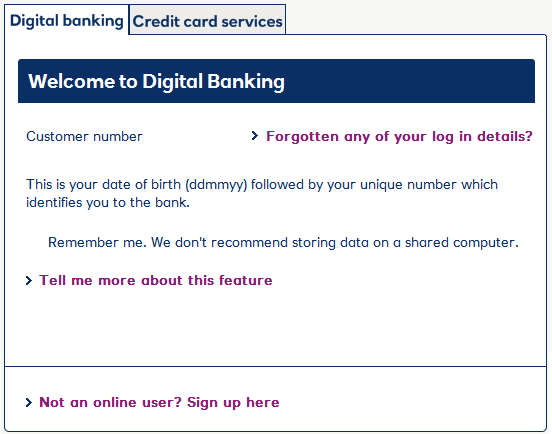 Digital banking Credit card services
Welcome to Digital Banking
Customer number
Forgotten any of your log in details?
This is your date of birth (ddmmyy) followed by your unique number which
identifies you to the bank.
Remember me. We don't recommend storing data on a shared computer.
Tell me more about this feature
Not an online user? Sign up here